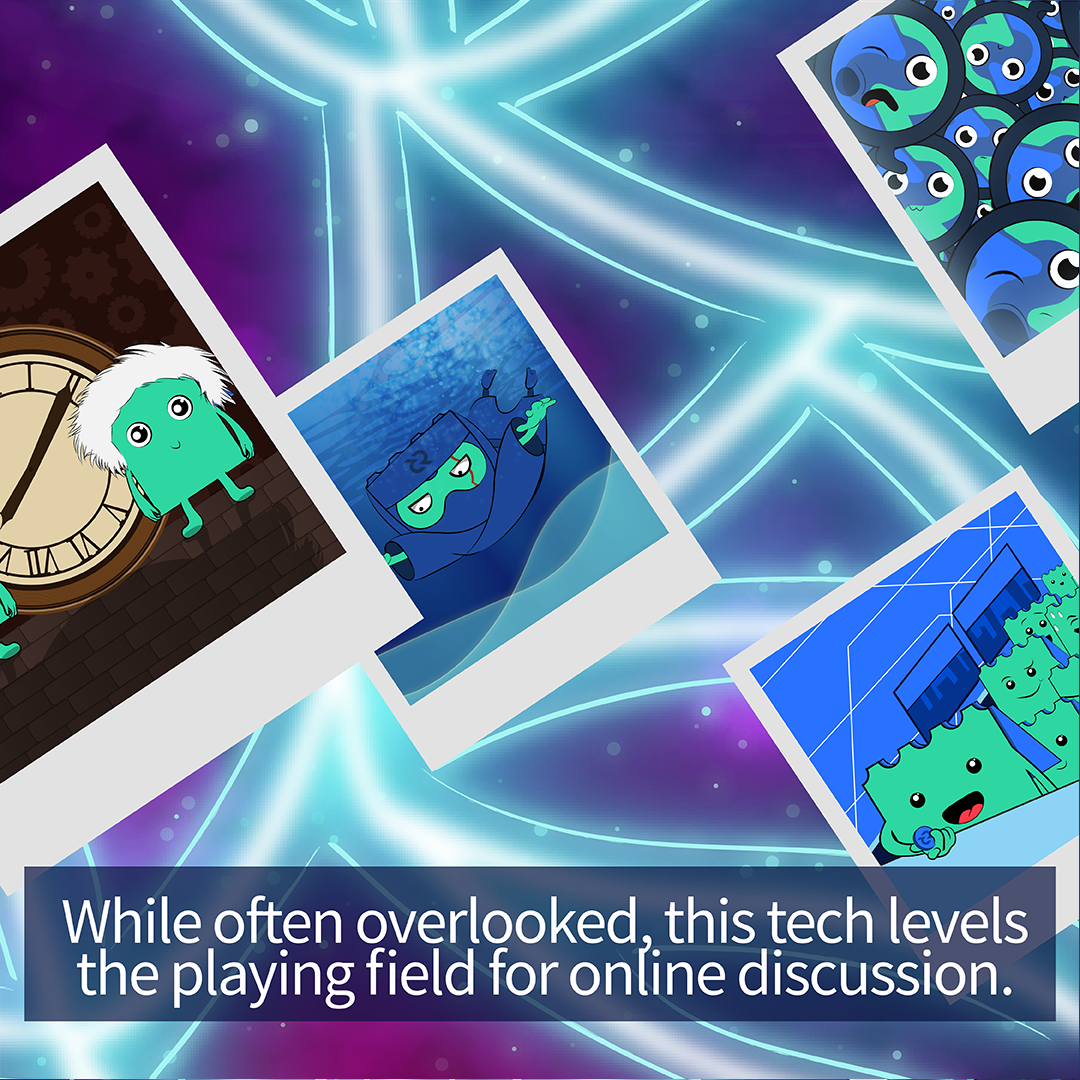 While often overlooked, this tech levels
the playing field for online discussion.